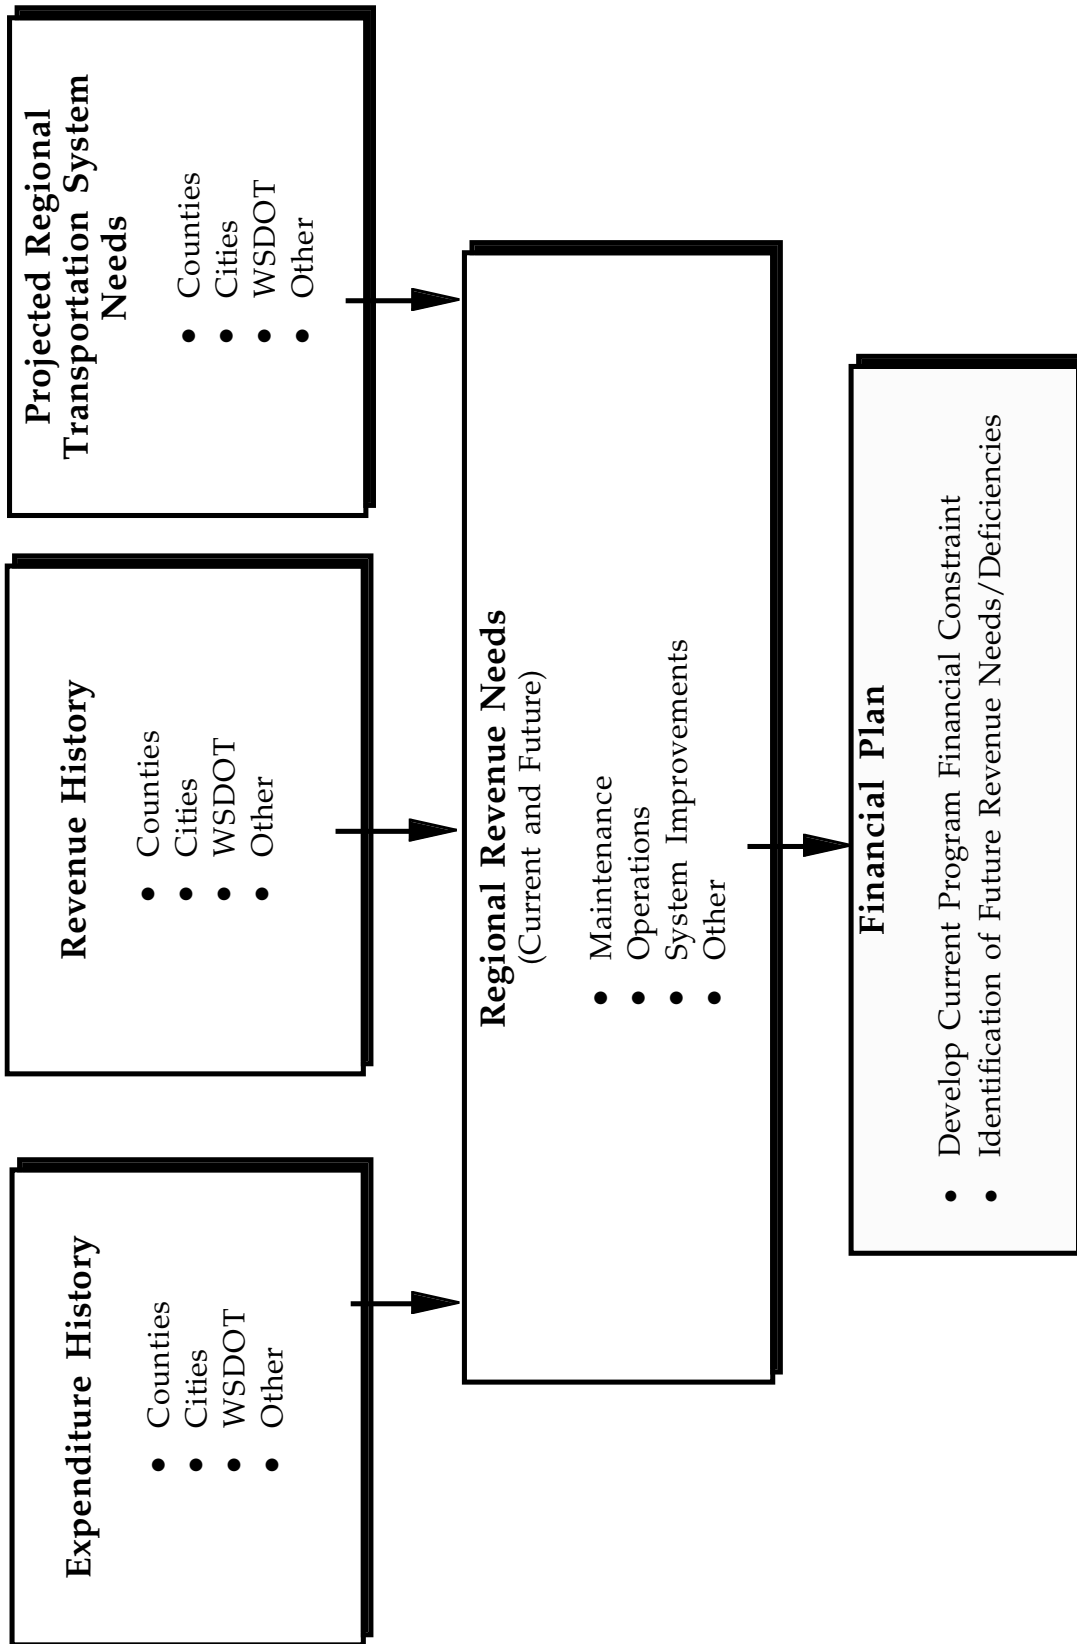 Expenditure History
• Counties
• Cities
• WSDOT
• Other
Revenue History
• Counties
• Cities
• WSDOT
• Other
Projected Regional
Transportation System
Needs
• Counties
• Cities
• WSDOT
• Other
Regional Revenue Needs
(Current and Future)
• Maintenance
• Operations
• System Improvements
• Other
Financial Plan
• Develop Current Program Financial Constraint
• Identification of Future Revenue Needs/Deficiencies